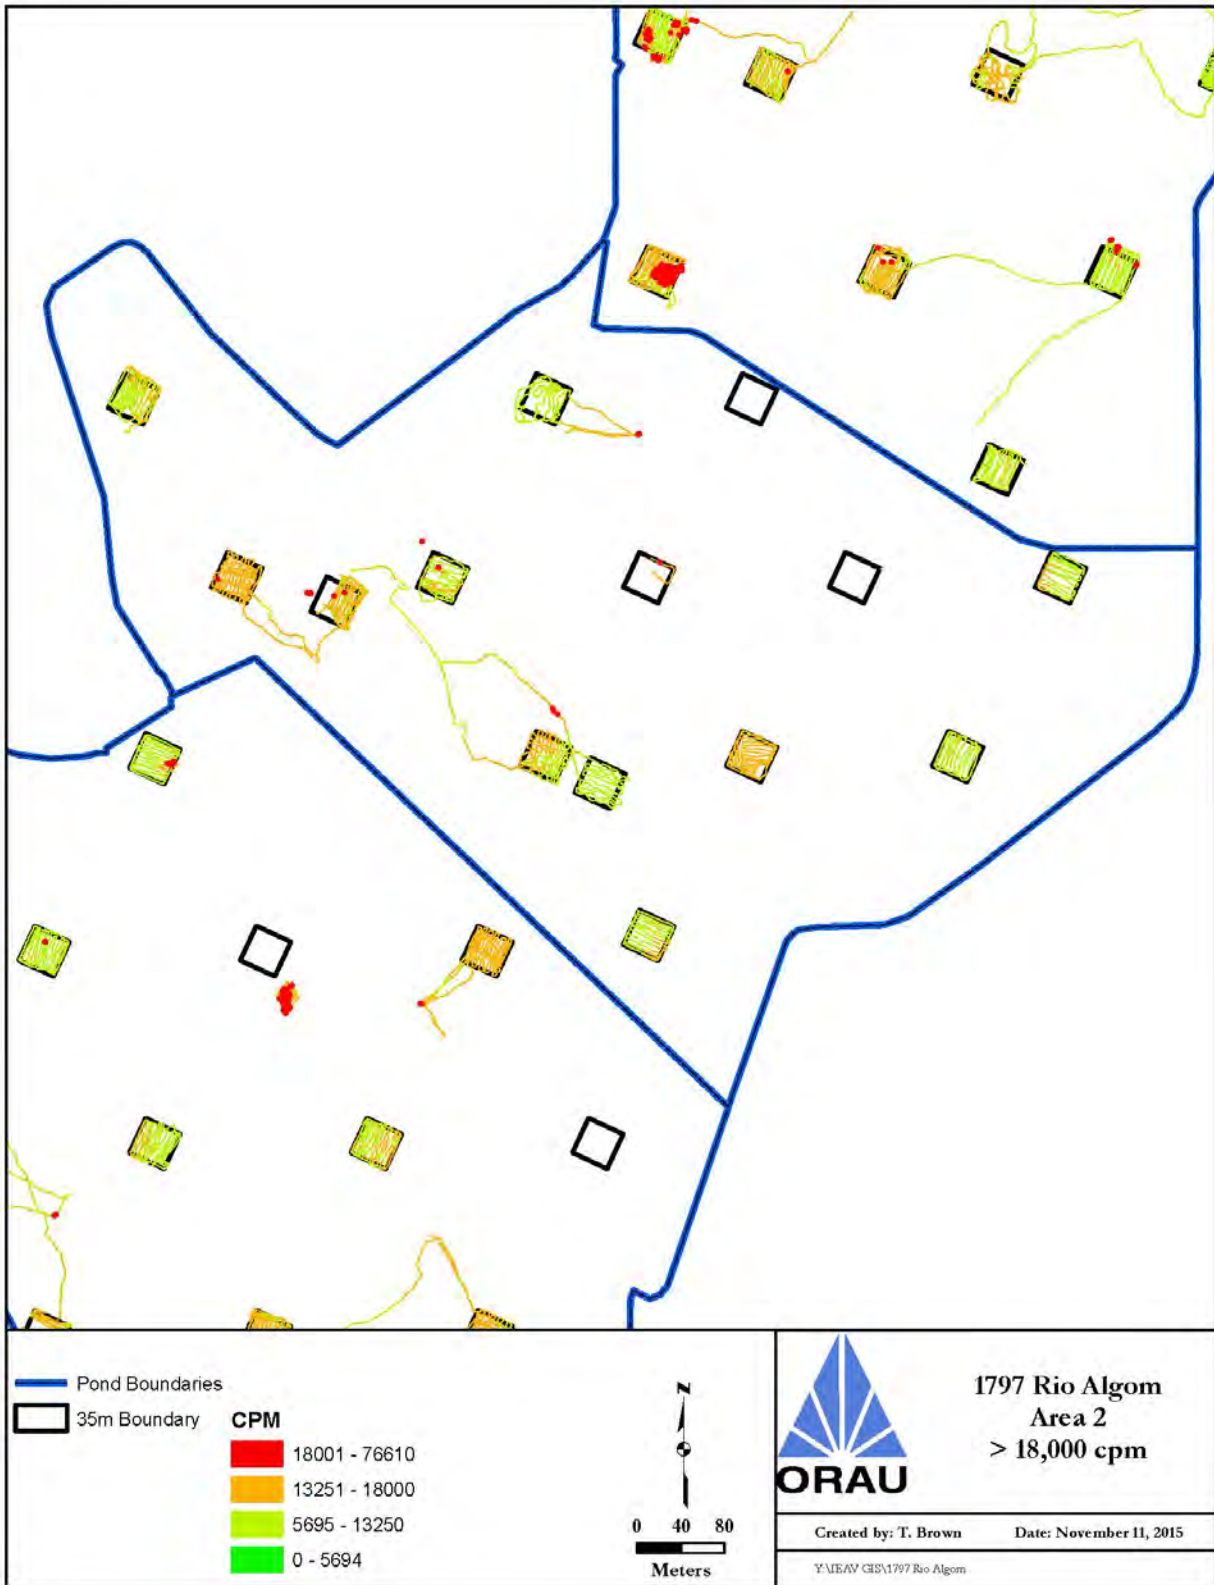 Pond Boundaries
35m Boundary
CPM
18001 - 76610
13251 - 18000
5695 - 13250
0 - 5694
N
0 40 80
Meters
ORAU
1797 Rio Algom
Area 2
> 18,000 cpm
Created by: T. Brown Date: November 11, 2015
Y:\IEAV GIS\1797 Rio Algom